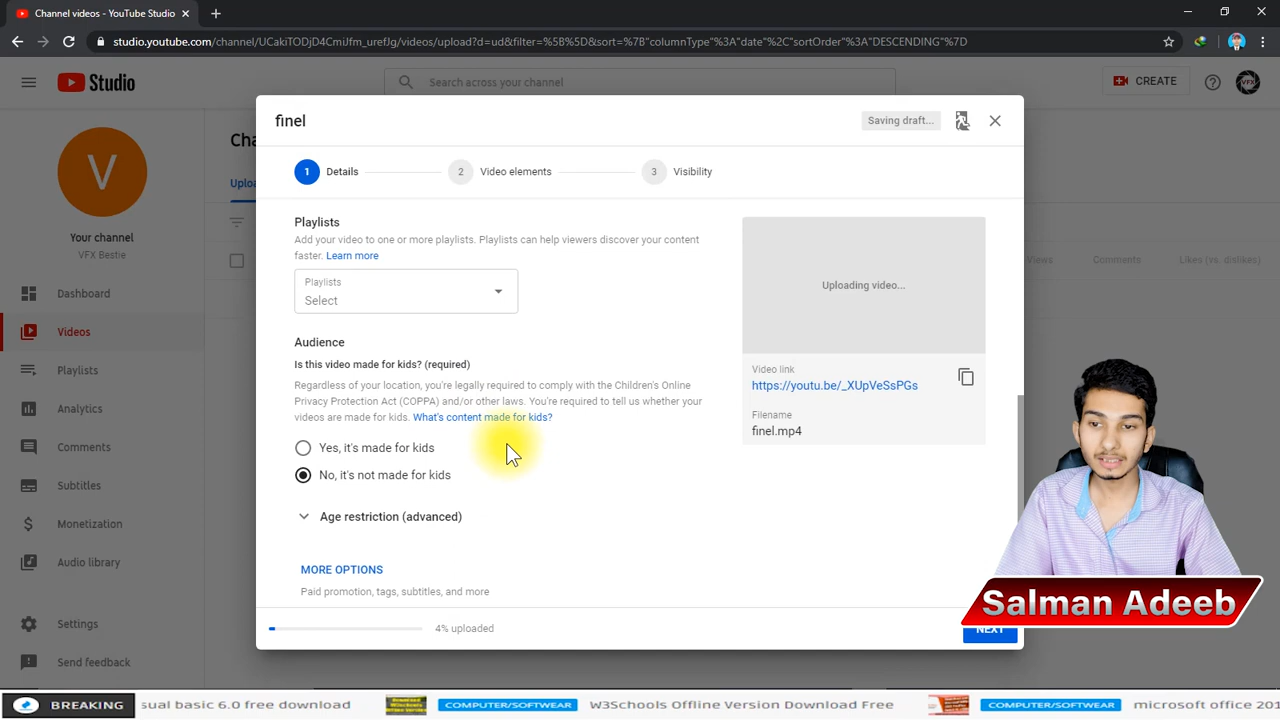 Channel videos - YouTube Studio
studio.youtube.com/channel/UCakiTODjD4CmiJfm_urefJg/videos/upload?d=ud&filter=%5B%5D&sort=%7B"columnType"%3A"date"%2C"sortOrder"%3A"DESCENDING"%7D
Studio
Search across your channel
CREATE
VFX
V
Your channel
VFX Bestie
Dashboard
Videos
Playlists
Analytics
Comments
Subtitles
Monetization
Audio library
Settings
Send feedback
Uplo
Views
Comments
Likes (vs. dislikes)
finel
Saving draft...
1 Details
2 Video elements
3 Visibility
Playlists
Add your video to one or more playlists. Playlists can help viewers discover your content
faster. Learn more
Playlists
Select
Audience
Is this video made for kids? (required)
Regardless of your location, you're legally required to comply with the Children's Online
Privacy Protection Act (COPPA) and/or other laws. You're required to tell us whether your
videos are made for kids. What's content made for kids?
Yes, it's made for kids
No, it's not made for kids
Age restriction (advanced)
MORE OPTIONS
Paid promotion, tags, subtitles, and more
Uploading video...
Video link
https://youtu.be/_XUpVeSsPGs
Filename
finel.mp4
4% uploaded
NEXT
Salman Adeeb
BREAKING
sual basic 6.0 free download
COMPUTER/SOFTWEAR
W3Schools Offline Version Download Free
COMPUTER/SOFTWEAR
microsoft office 201